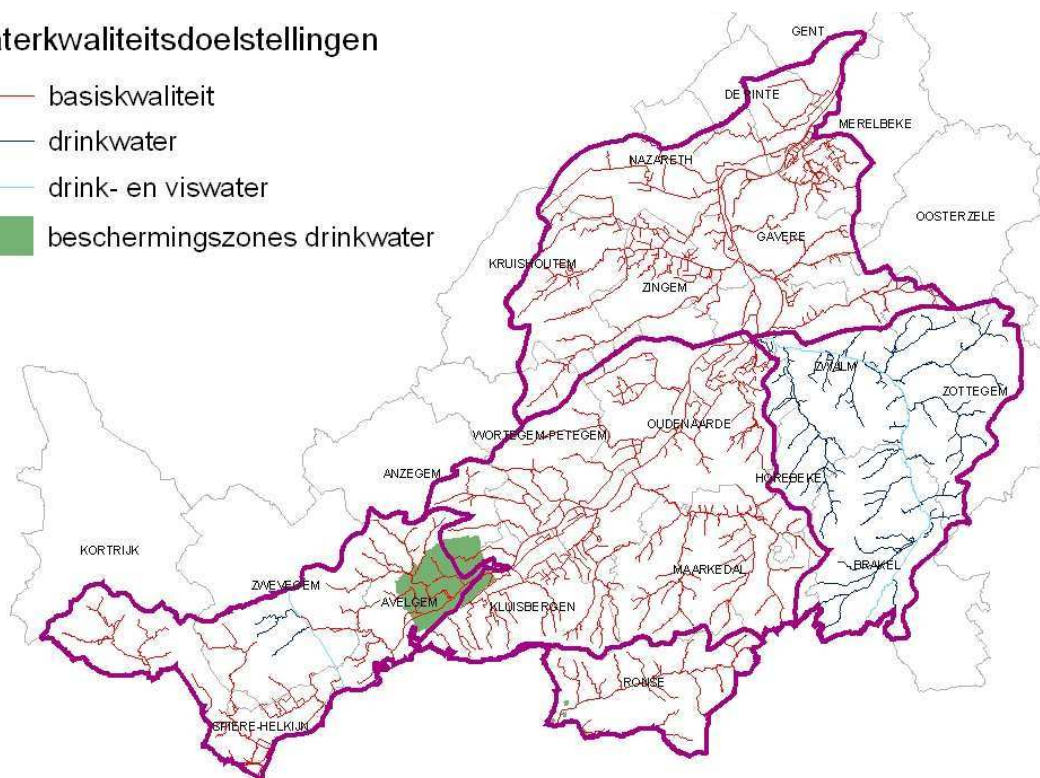 aterkwaliteitsdoelstellingen
basiskwaliteit
drinkwater
drink- en viswater
beschermingszones drinkwater
GENT
DE PINTE
MERELBEKE
NAZARETH
OOSTERZELE
GAVERE
KRUISHOUTEM
ZINGEM
ZWALM
ZOTTEGEM
OUDENAARDE
WORTEGEM-PETEGEM
ANZEGEM
HOREBEKE
KORTRIJK
BRAKEL
MAARKEDAL
ZWEVEGEM
AVELGEM
KLUISBERGEN
RONSE
SPIERE-HELKIJN